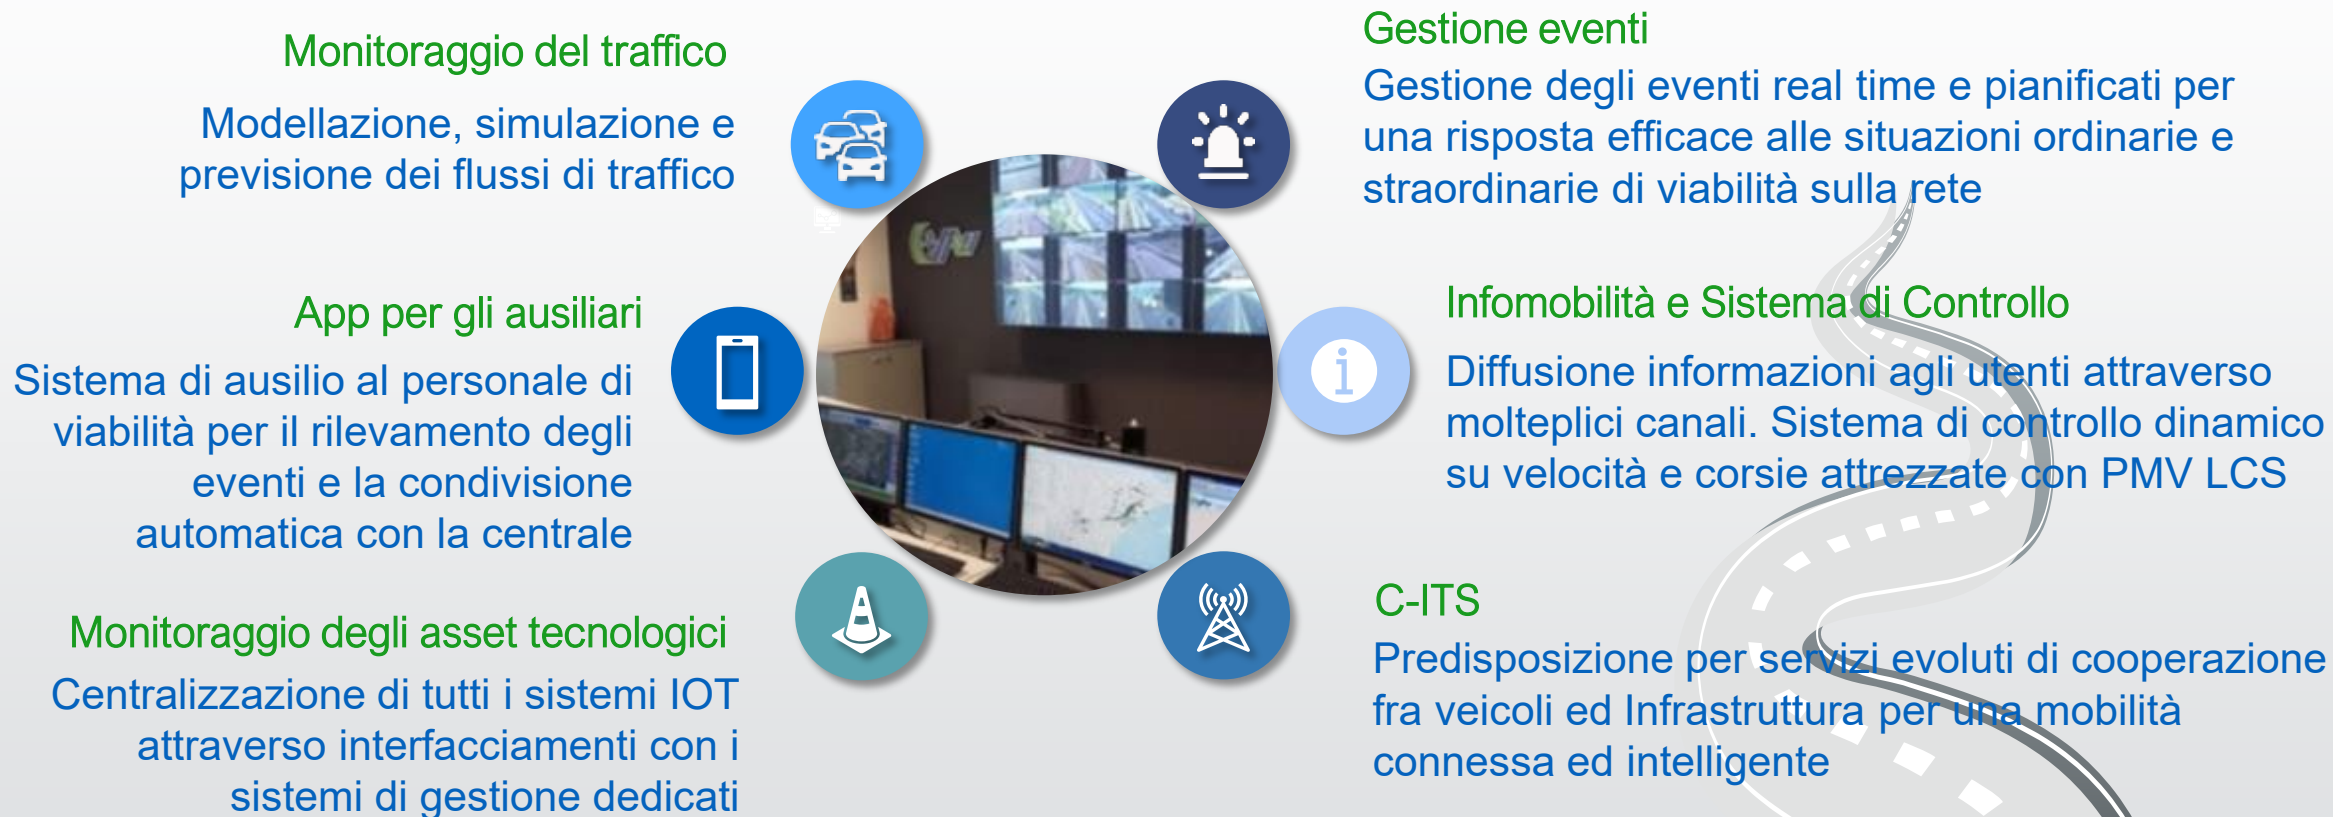 Monitoraggio del traffico
Modellazione, simulazione e
previsione dei flussi di traffico
App per gli ausiliari
Sistema di ausilio al personale di
viabilità per il rilevamento degli
eventi e la condivisione
automatica con la centrale
Monitoraggio degli asset tecnologici
Centralizzazione di tutti i sistemi IOT
attraverso interfacciamenti con i
sistemi di gestione dedicati
Gestione eventi
Gestione degli eventi real time e pianificati per
una risposta efficace alle situazioni ordinarie e
straordinarie di viabilità sulla rete
Infomobilità e Sistema di Controllo
Diffusione informazioni agli utenti attraverso
molteplici canali. Sistema di controllo dinamico
su velocità e corsie attrezzate con PMV LCS
C-ITS
Predisposizione per servizi evoluti di cooperazione
fra veicoli ed Infrastruttura per una mobilità
connessa ed intelligente